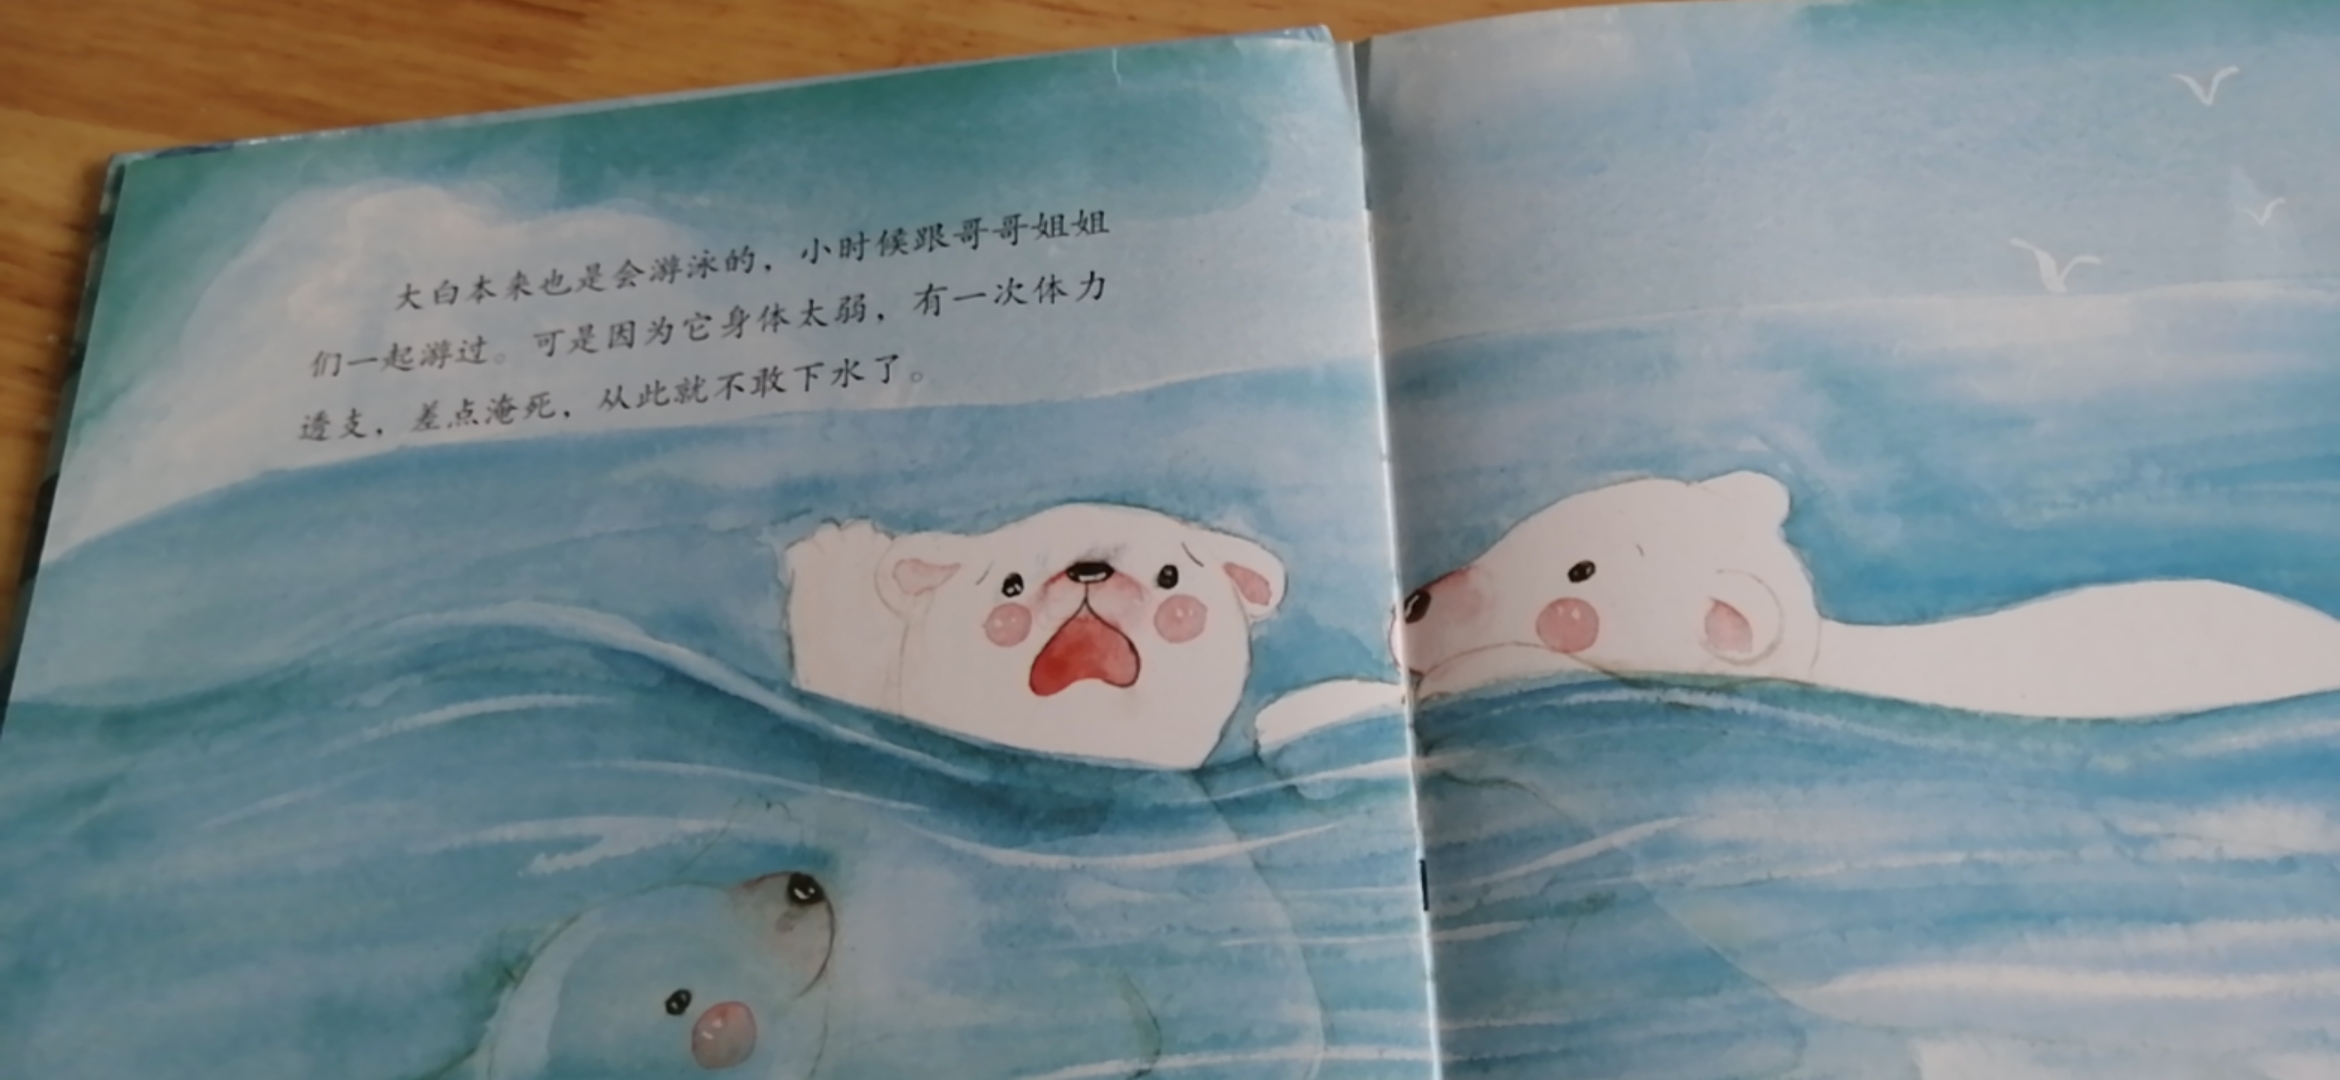 大白本来也是会游泳的，小时候跟哥哥姐姐
们一起游过。可是因为它身体太弱，有一次体力
透支，差点淹死，从此就不敢下水了。